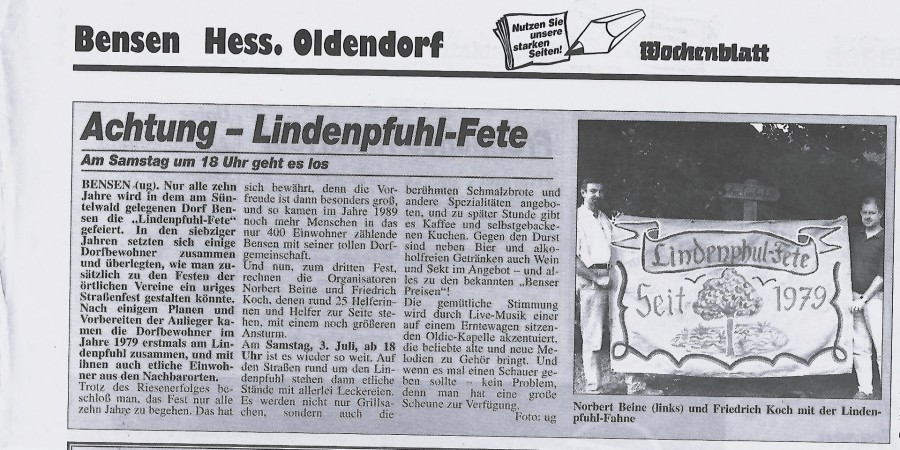 Bensen Hess. Oldendorf
Nutzen Sie
unsere
starken
Seiten!
Wochenblatt
Achtung – Lindenpfuhl-Fete
Am Samstag um 18 Uhr geht es los
BENSEN (ug). Nur alle zehn
Jahre wird in dem am Sün-
telwald gelegenen Dorf Ben-
sen die „Lindenpfuhl-Fete“
gefeiert. In den siebziger
Jahren setzten sich einige
Dorfbewohner zusammen
und überlegten, wie man zu-
sätzlich zu den Festen der
örtlichen Vereine ein uriges
Straßenfest gestalten könnte.
Nach einigem Planen und
Vorbereiten der Anlieger ka-
men die Dorfbewohner im
Jahre 1979 erstmals am Lin-
denpfuhl zusammen, und mit
ihnen auch etliche Einwoh-
ner aus den Nachbarorten.
Trotz des Riesenerfolges be-
schloß man, das Fest nur alle
zehn Jahre zu begehen. Das hat
sich bewährt, denn die Vor-
freude ist dann besonders groß,
und so kamen im Jahre 1989
noch mehr Menschen in das
nur 400 Einwohner zählende
Bensen mit seiner tollen Dorf-
gemeinschaft.
Und nun, zum dritten Fest,
rechnen die Organisatoren
Norbert Beine und Friedrich
Koch, denen rund 25 Helferin-
nen und Helfer zur Seite ste-
hen, mit einem noch größeren
Ansturm.
Am Samstag, 3. Juli, ab 18
Uhr ist es wieder so weit. Auf
den Straßen rund um den Lin-
denpfuhl stehen dann etliche
Stände mit allerlei Leckereien.
Es werden nicht nur Grillsa-
chen, sondern auch die
berühmten Schmalzbrote und
andere Spezialitäten angebo-
ten, und zu später Stunde gibt
es Kaffee und selbstgebacke-
nen Kuchen. Gegen den Durst
sind neben Bier und alko-
holfreien Getränken auch Wein
und Sekt im Angebot – und al-
les zu den bekannten „Benser
Preisen“!
Die gemütliche Stimmung
wird durch Live-Musik einer
auf einem Erntewagen sitzen-
den Oldie-Kapelle akzentuiert,
die beliebte alte und neue Me-
lodien zu Gehör bringt. Und
wenn es mal einen Schauer ge-
ben sollte – kein Problem,
denn man hat eine große
Scheune zur Verfügung.
Foto: ug
Lindenphul-Fete
Seit 1979
Norbert Beine (links) und Friedrich Koch mit der Linden-
pfuhl-Fahne